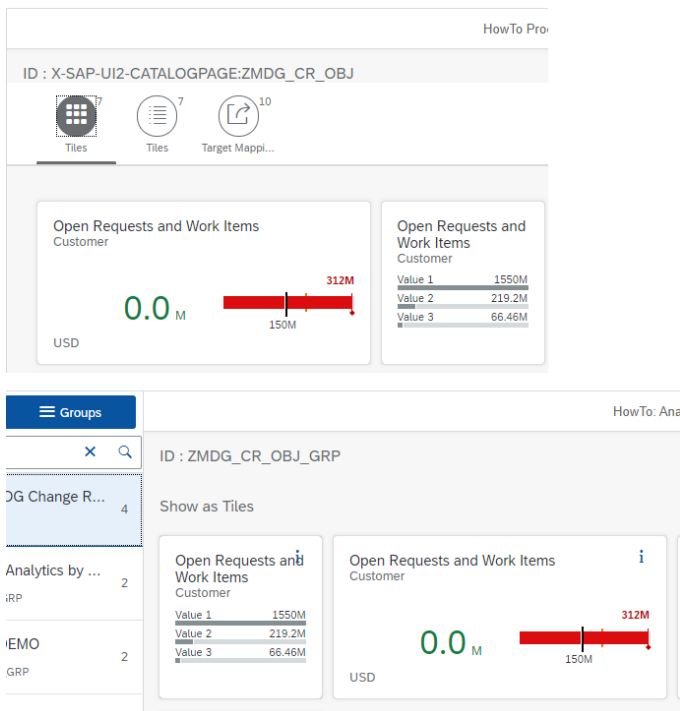 HowTo Pro
ID : X-SAP-UI2-CATALOGPAGE:ZMDG_CR_OBJ
7
7
10
Tiles
Tiles
Target Mappi...
Open Requests and Work Items
Customer
312M
0.0 M
150M
USD
Open Requests and
Work Items
Customer
Value 1 1550M
Value 2 219.2M
Value 3 66.46M
Groups
HowTo: Ana
ID : ZMDG_CR_OBJ_GRP
DG Change R...
4
Analytics by ...
GRP
2
DEMO
GRP
2
Show as Tiles
Open Requests and
Work Items
Customer
Value 1 1550M
Value 2 219.2M
Value 3 66.46M
Open Requests and Work Items
Customer
312M
0.0 M
150M
USD